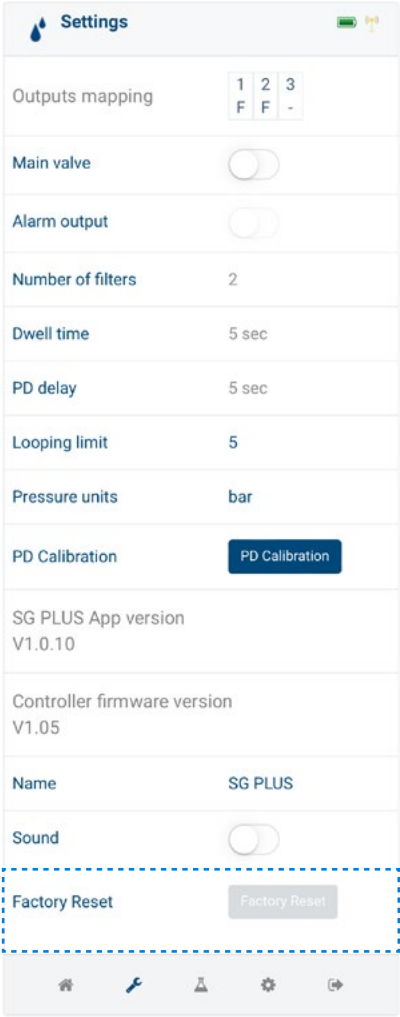 Settings
Outputs mapping
1 2 3
F F -
Main valve
Alarm output
Number of filters 2
Dwell time 5 sec
PD delay 5 sec
Looping limit 5
Pressure units bar
PD Calibration PD Calibration
SG PLUS App version
V1.0.10
Controller firmware version
V1.05
Name SG PLUS
Sound
Factory Reset Factory Reset